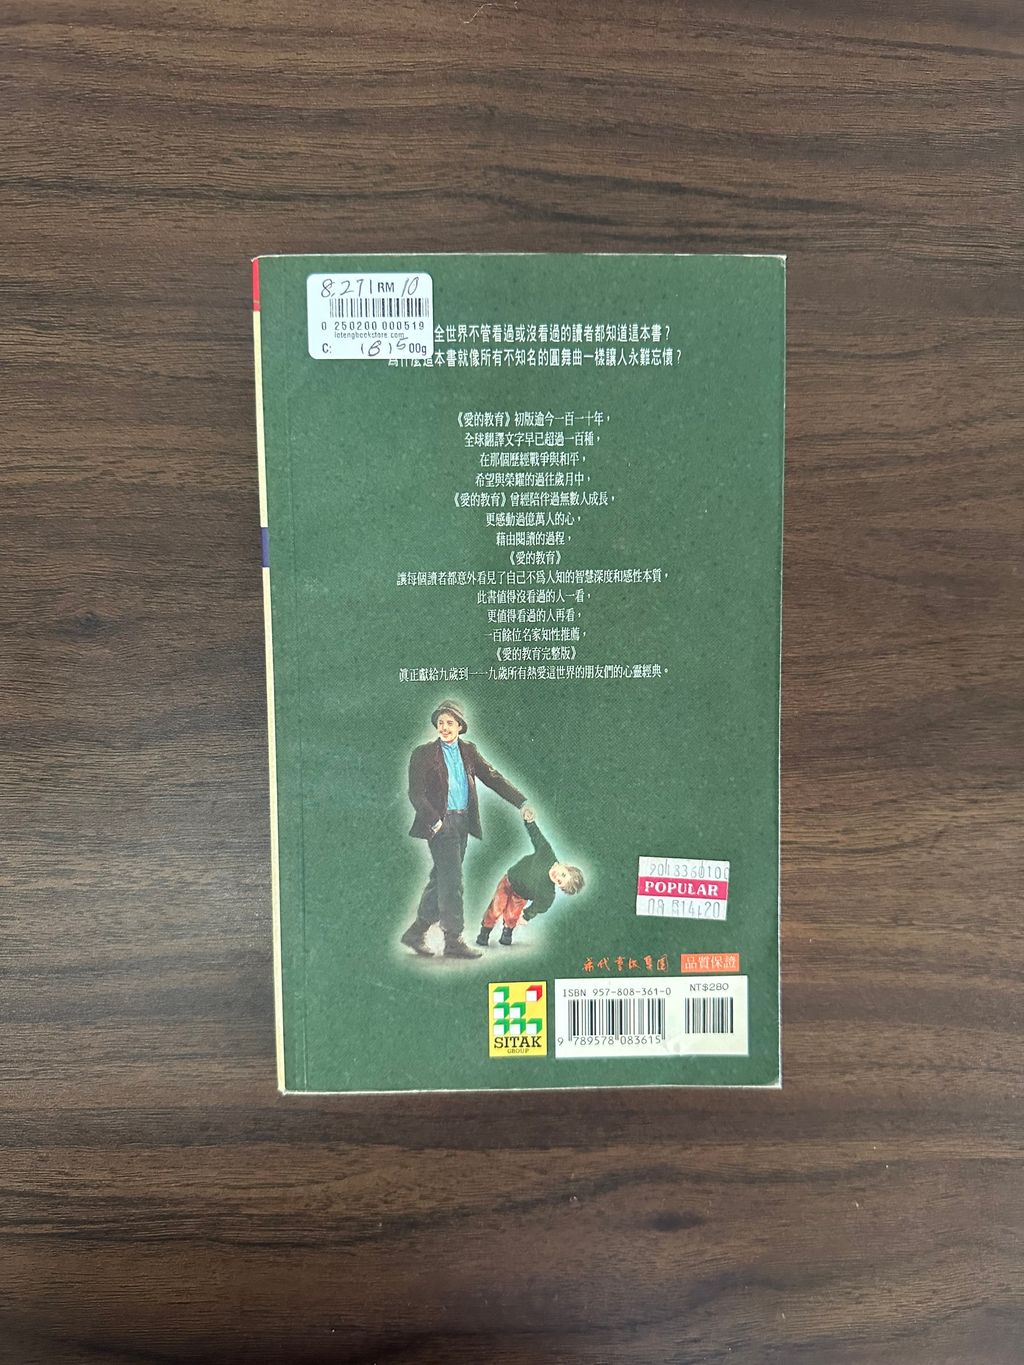 8.271 RM 10
0 250200 000519
lotengbookstore.com
C: (B) 500g
全世界不管看過或沒看過的讀者都知道這本書？
為什麼這本書就像所有不知名的圓舞曲一樣讓人永難忘懷？
《愛的教育》初版逾今一百一十年，
全球翻譯文字早已超過一百種，
在那個歷經戰爭與和平，
希望與榮耀的過往歲月中，
《愛的教育》曾經陪伴過無數人成長，
更感動過億萬人的心，
藉由閱讀的過程，
《愛的教育》
讓每個讀者都意外看見了自己不為人知的智慧深度和感性本質，
此書值得沒看過的人一看，
更值得看過的人再看，
一百餘位名家知性推薦，
《愛的教育完整版》
真正獻給九歲到一一九歲所有熱愛這世界的朋友們的心靈經典。
POPULAR
希代書版集團 品質保證
SITAK
GROUP
ISBN 957-808-361-0 NT$280
9 789578 083615